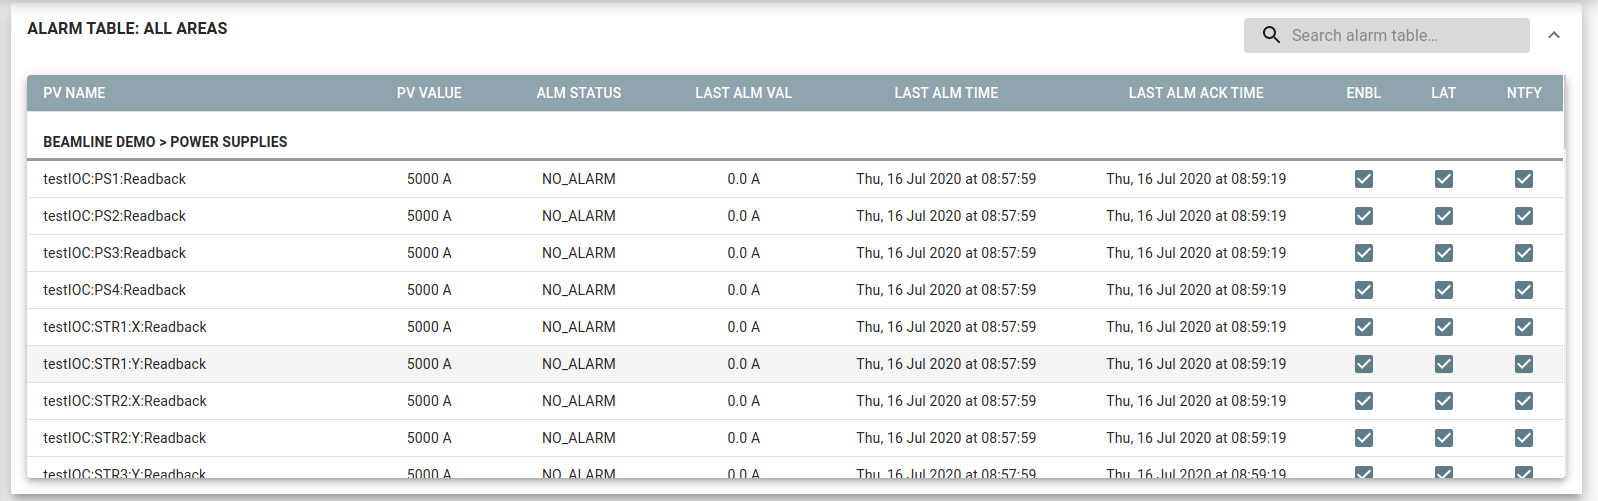 ALARM TABLE: ALL AREAS
Search alarm table...
PV NAME PV VALUE ALM STATUS LAST ALM VAL LAST ALM TIME LAST ALM ACK TIME ENBL LAT NTFY
BEAMLINE DEMO > POWER SUPPLIES
testIOC:PS1:Readback 5000 A NO_ALARM 0.0 A Thu, 16 Jul 2020 at 08:57:59 Thu, 16 Jul 2020 at 08:59:19
testIOC:PS2:Readback 5000 A NO_ALARM 0.0 A Thu, 16 Jul 2020 at 08:57:59 Thu, 16 Jul 2020 at 08:59:19
testIOC:PS3:Readback 5000 A NO_ALARM 0.0 A Thu, 16 Jul 2020 at 08:57:59 Thu, 16 Jul 2020 at 08:59:19
testIOC:PS4:Readback 5000 A NO_ALARM 0.0 A Thu, 16 Jul 2020 at 08:57:59 Thu, 16 Jul 2020 at 08:59:19
testIOC:STR1:X:Readback 5000 A NO_ALARM 0.0 A Thu, 16 Jul 2020 at 08:57:59 Thu, 16 Jul 2020 at 08:59:19
testIOC:STR1:Y:Readback 5000 A NO_ALARM 0.0 A Thu, 16 Jul 2020 at 08:57:59 Thu, 16 Jul 2020 at 08:59:19
testIOC:STR2:X:Readback 5000 A NO_ALARM 0.0 A Thu, 16 Jul 2020 at 08:57:59 Thu, 16 Jul 2020 at 08:59:19
testIOC:STR2:Y:Readback 5000 A NO_ALARM 0.0 A Thu, 16 Jul 2020 at 08:57:59 Thu, 16 Jul 2020 at 08:59:19
testIOC:STR3:Y:Readback 5000 A NO_ALARM 0.0 A Thu, 16 Jul 2020 at 08:57:59 Thu, 16 Jul 2020 at 08:59:19